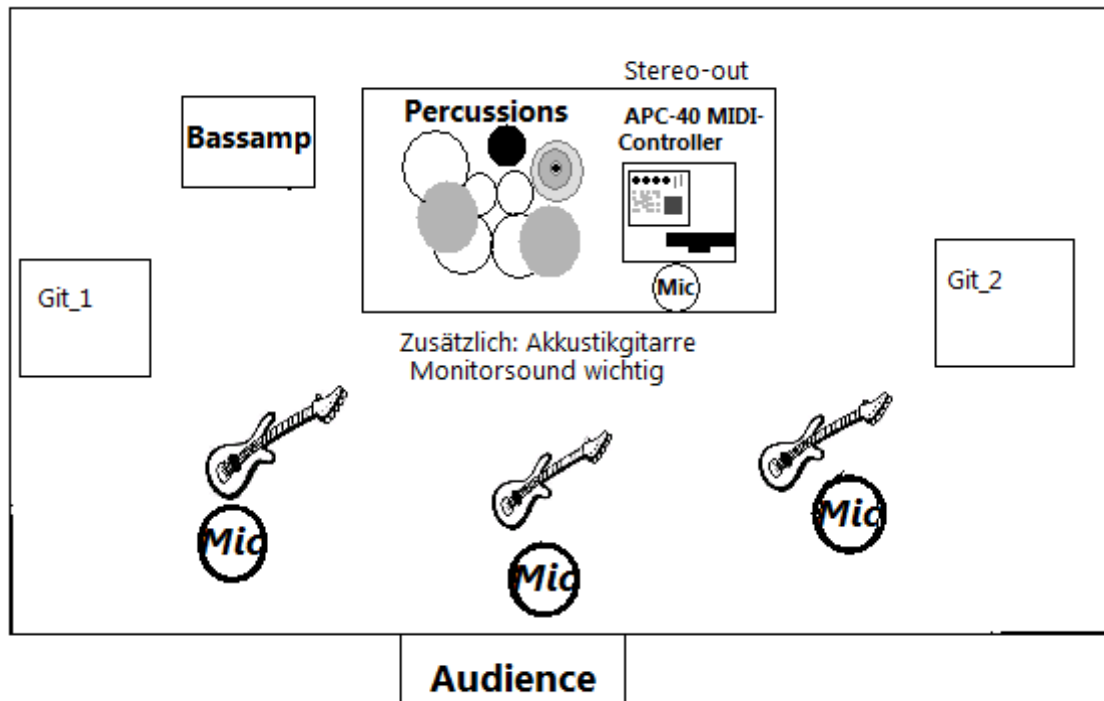 Stereo-out
Percussions
APC-40 MIDI-
Controller
Bassamp
Mic
Git_1
Git_2
Zusätzlich: Akkustikgitarre
Monitorsound wichtig
Mic
Mic
Mic
Audience